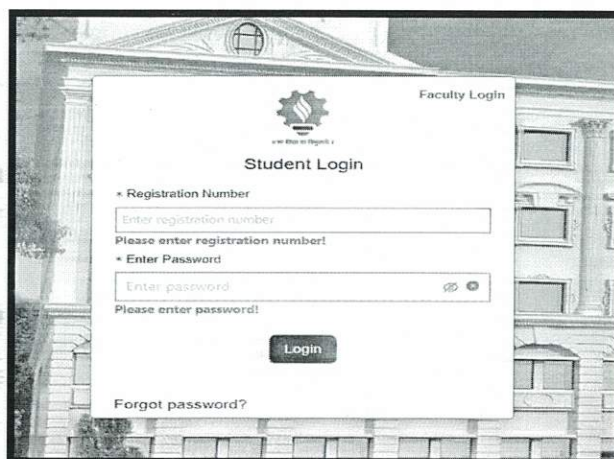 Faculty Login
Student Login
* Registration Number
Enter registration number
Please enter registration number!
* Enter Password
Enter password
Please enter password!
Login
Forgot password?